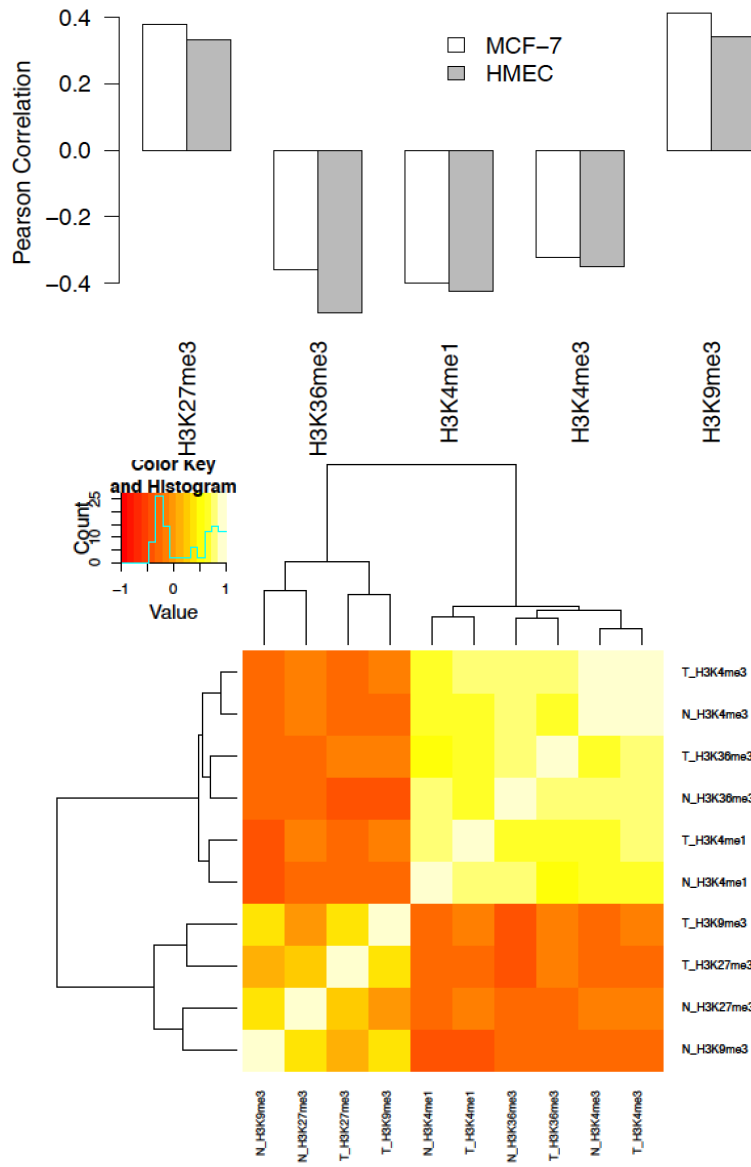 0.4
0.2
0.0
−0.2
−0.4
Pearson Correlation
MCF−7
HMEC
H3K27me3
H3K36me3
H3K4me1
H3K4me3
H3K9me3
Color Key
and Histogram
Count
0 10 25
−1 0 1
Value
T_H3K4me3
N_H3K4me3
T_H3K36me3
N_H3K36me3
T_H3K4me1
N_H3K4me1
T_H3K9me3
T_H3K27me3
N_H3K27me3
N_H3K9me3
N_H3K9me3
N_H3K27me3
T_H3K27me3
T_H3K9me3
N_H3K4me1
T_H3K4me1
N_H3K36me3
T_H3K36me3
N_H3K4me3
T_H3K4me3